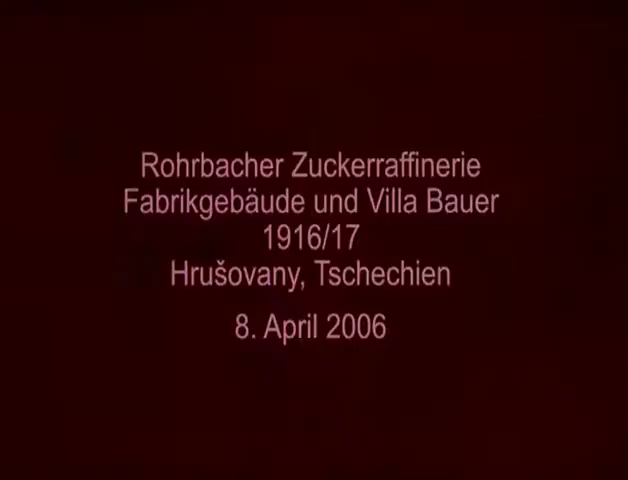 Rohrbacher Zuckerraffinerie
Fabrikgebäude und Villa Bauer
1916/17
Hrušovany, Tschechien
8. April 2006